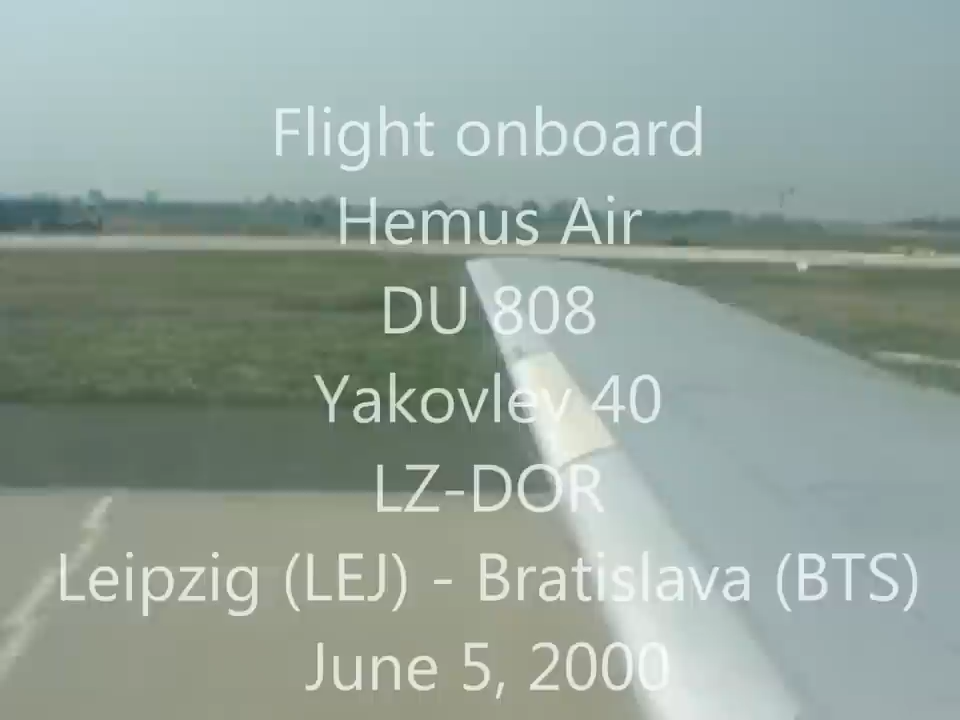 Flight onboard
Hemus Air
DU 808
Yakovlev 40
LZ-DOR
Leipzig (LEJ) - Bratislava (BTS)
June 5, 2000